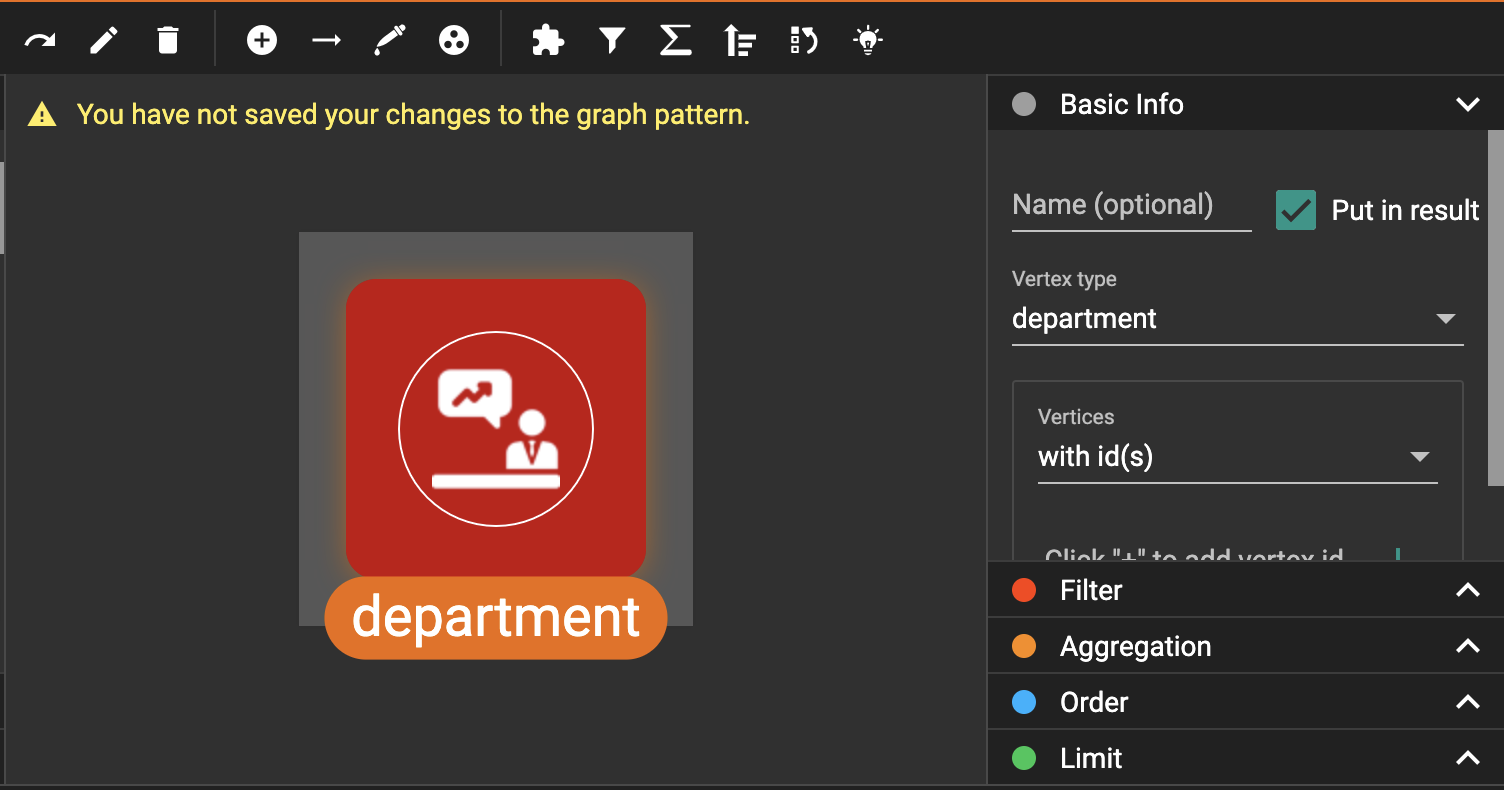 You have not saved your changes to the graph pattern.
department
Basic Info
Name (optional)
Put in result
Vertex type
department
Vertices
with id(s)
Click "+" to add vertex id
Filter
Aggregation
Order
Limit